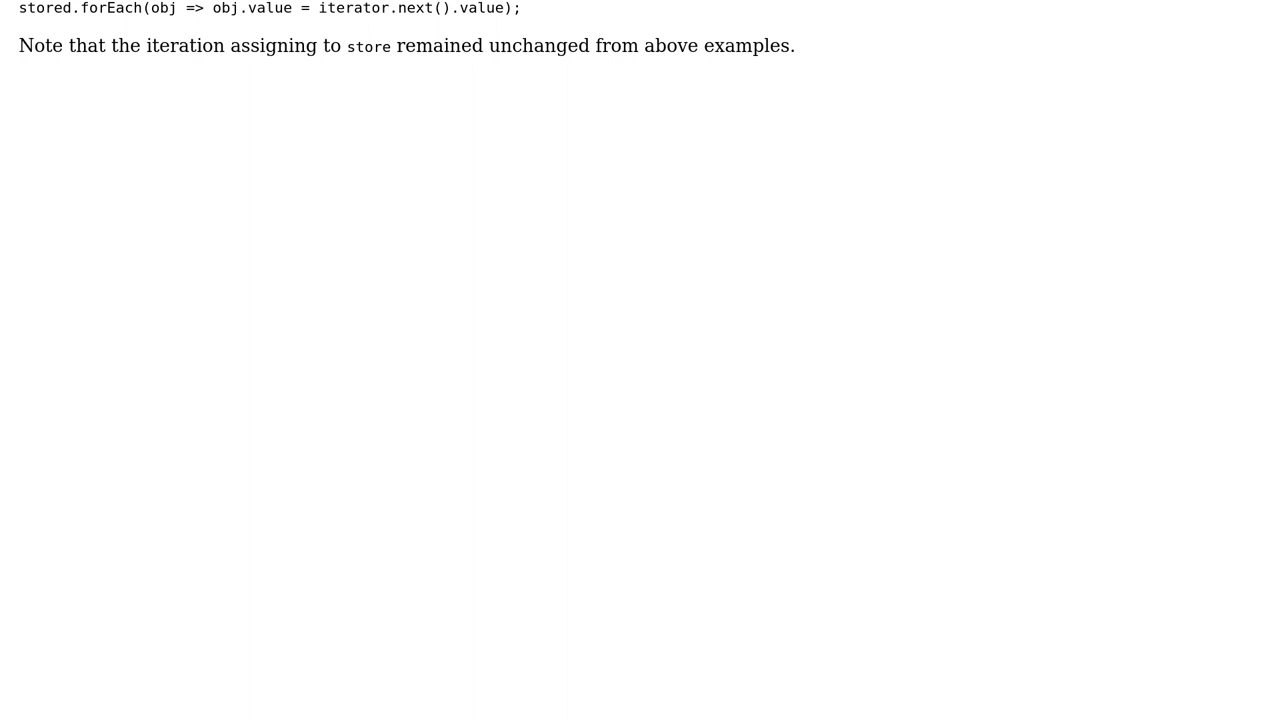 stored.forEach(obj => obj.value = iterator.next().value);
Note that the iteration assigning to store remained unchanged from above examples.